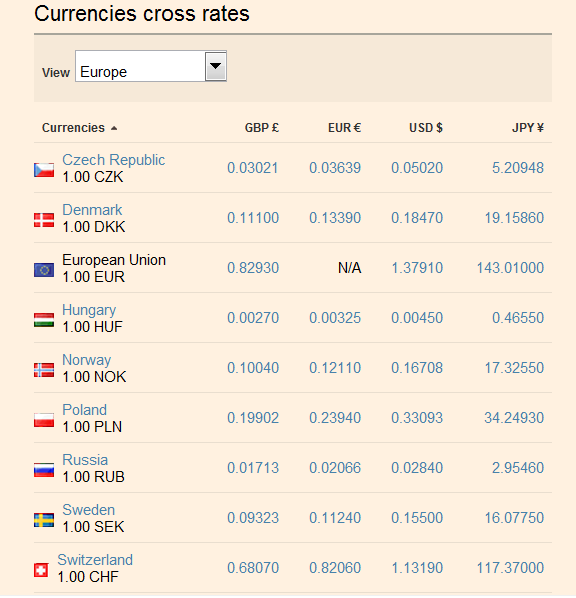 Currencies cross rates
View Europe
Currencies GBP £ EUR € USD $ JPY ¥
Czech Republic
1.00 CZK 0.03021 0.03639 0.05020 5.20948
Denmark
1.00 DKK 0.11100 0.13390 0.18470 19.15860
European Union
1.00 EUR 0.82930 N/A 1.37910 143.01000
Hungary
1.00 HUF 0.00270 0.00325 0.00450 0.46550
Norway
1.00 NOK 0.10040 0.12110 0.16708 17.32550
Poland
1.00 PLN 0.19902 0.23940 0.33093 34.24930
Russia
1.00 RUB 0.01713 0.02066 0.02840 2.95460
Sweden
1.00 SEK 0.09323 0.11240 0.15500 16.07750
Switzerland
1.00 CHF 0.68070 0.82060 1.13190 117.37000